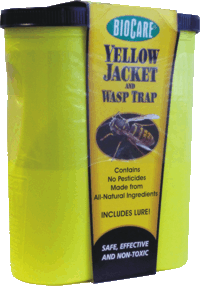 BIOCARE
YELLOW
JACKET
AND
WASP TRAP
Contains
No Pesticides
Made from
All-Natural Ingredients
INCLUDES LURE!
SAFE, EFFECTIVE
AND NON-TOXIC